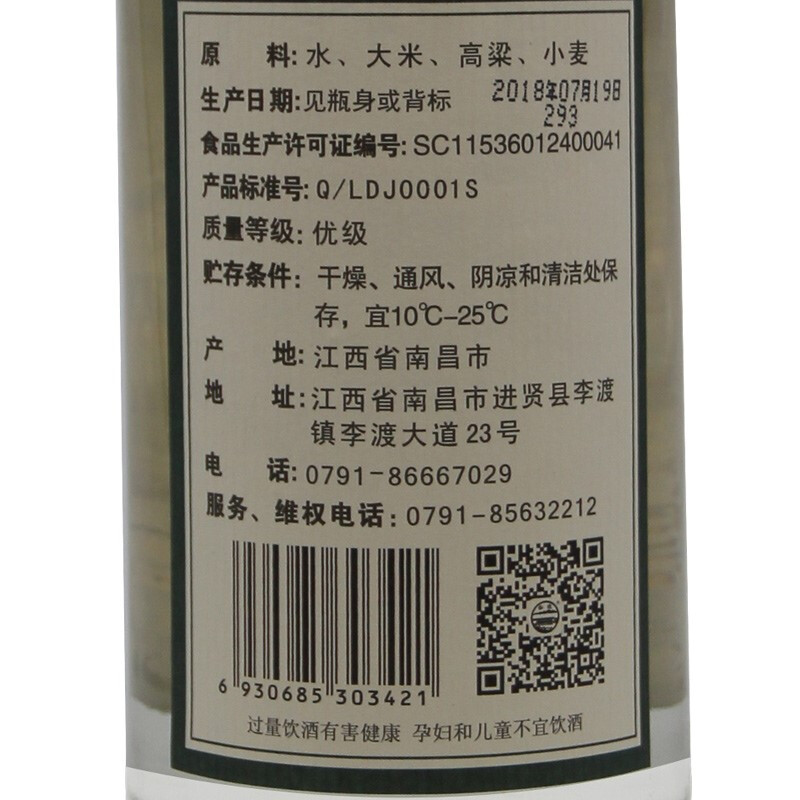 原 料: 水、大米、高粱、小麦
生产日期: 见瓶身或背标 2018年07月19日
293
食品生产许可证编号: SC11536012400041
产品标准号: Q/LDJ0001S
质量等级: 优级
贮存条件: 干燥、通风、阴凉和清洁处保
存，宜10℃-25℃
产 地: 江西省南昌市
地 址: 江西省南昌市进贤县李渡
镇李渡大道23号
电 话: 0791-86667029
服务、维权电话: 0791-85632212
6 930685 303421
过量饮酒有害健康 孕妇和儿童不宜饮酒